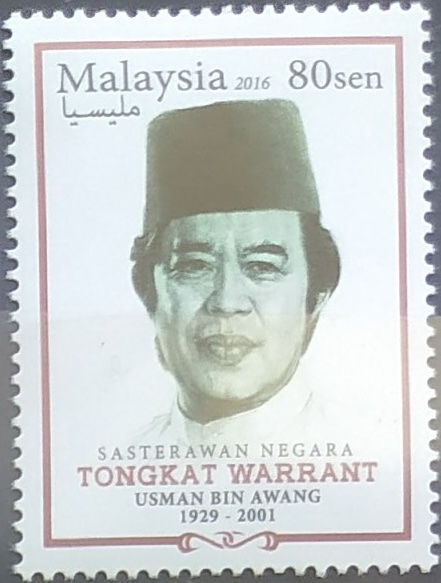 Malaysia 2016 80sen
مليسيا
SASTERAWAN NEGARA
TONGKAT WARRANT
USMAN BIN AWANG
1929 - 2001